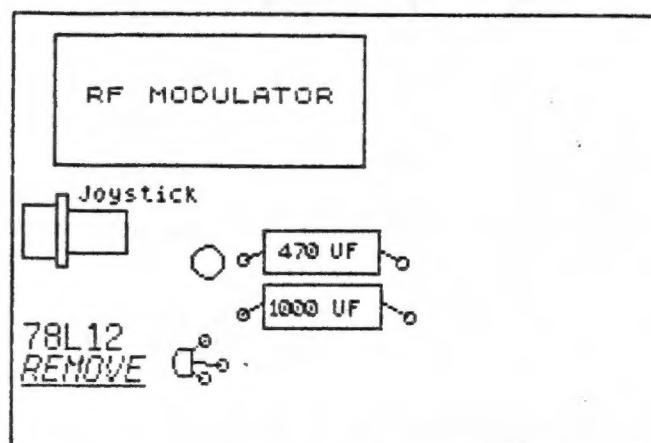 RF MODULATOR
Joystick
470 UF
1000 UF
78L12
REMOVE